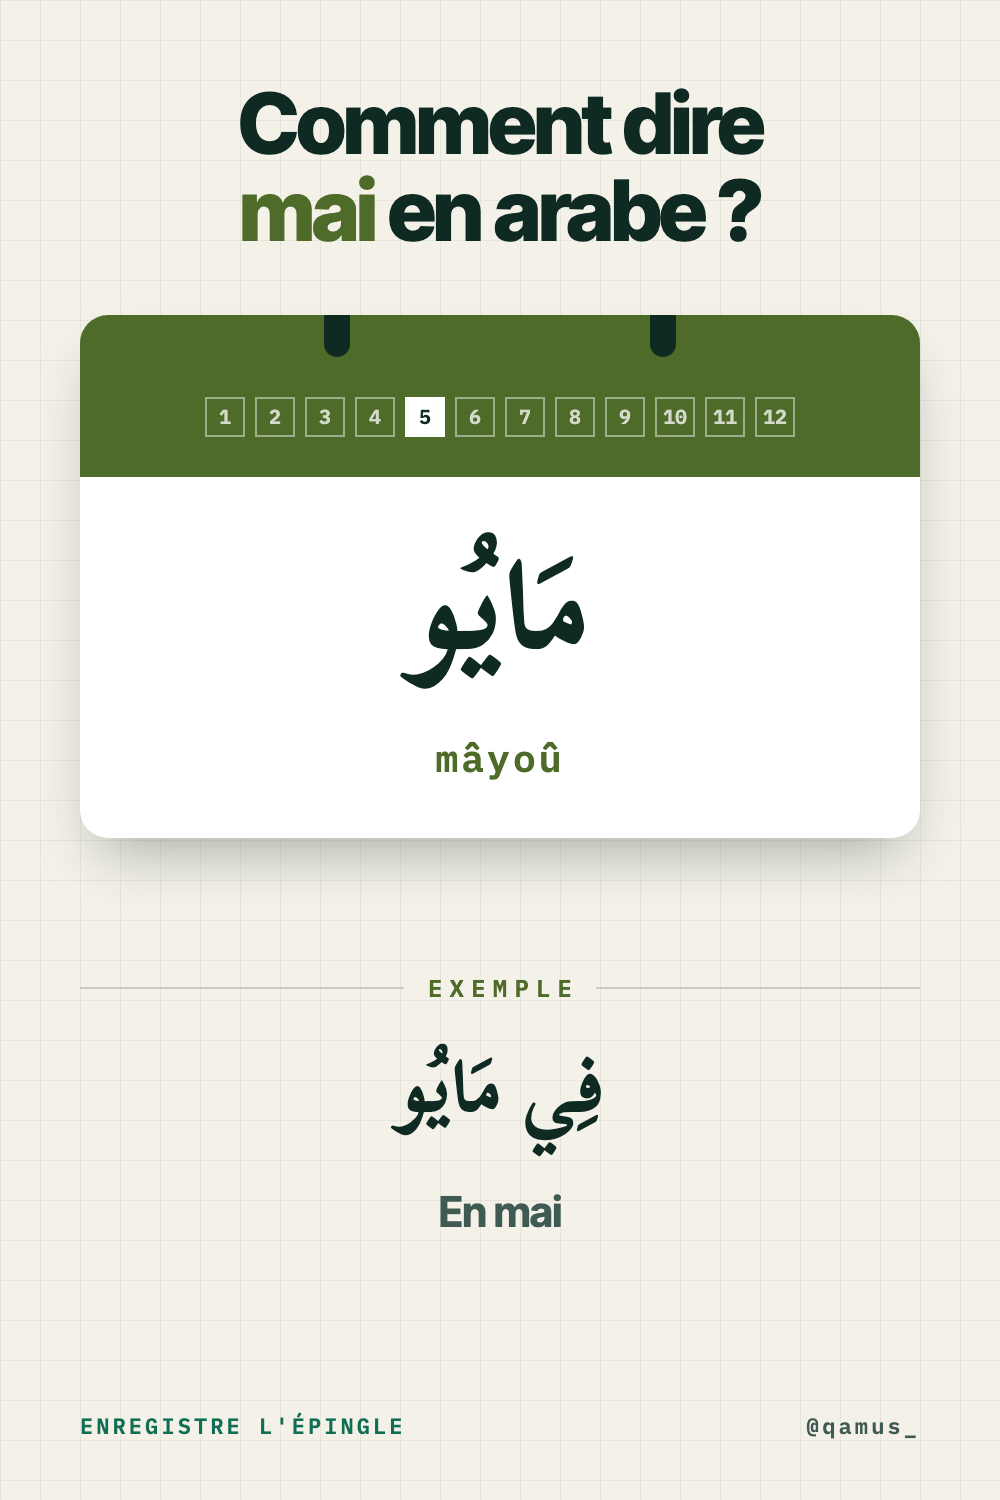 Comment dire
mai en arabe ?
1 2 3 4 5 6 7 8 9 10 11 12
مَايُو
mâyoû
EXEMPLE
فِي مَايُو
En mai
ENREGISTRE L'ÉPINGLE
@qamus_